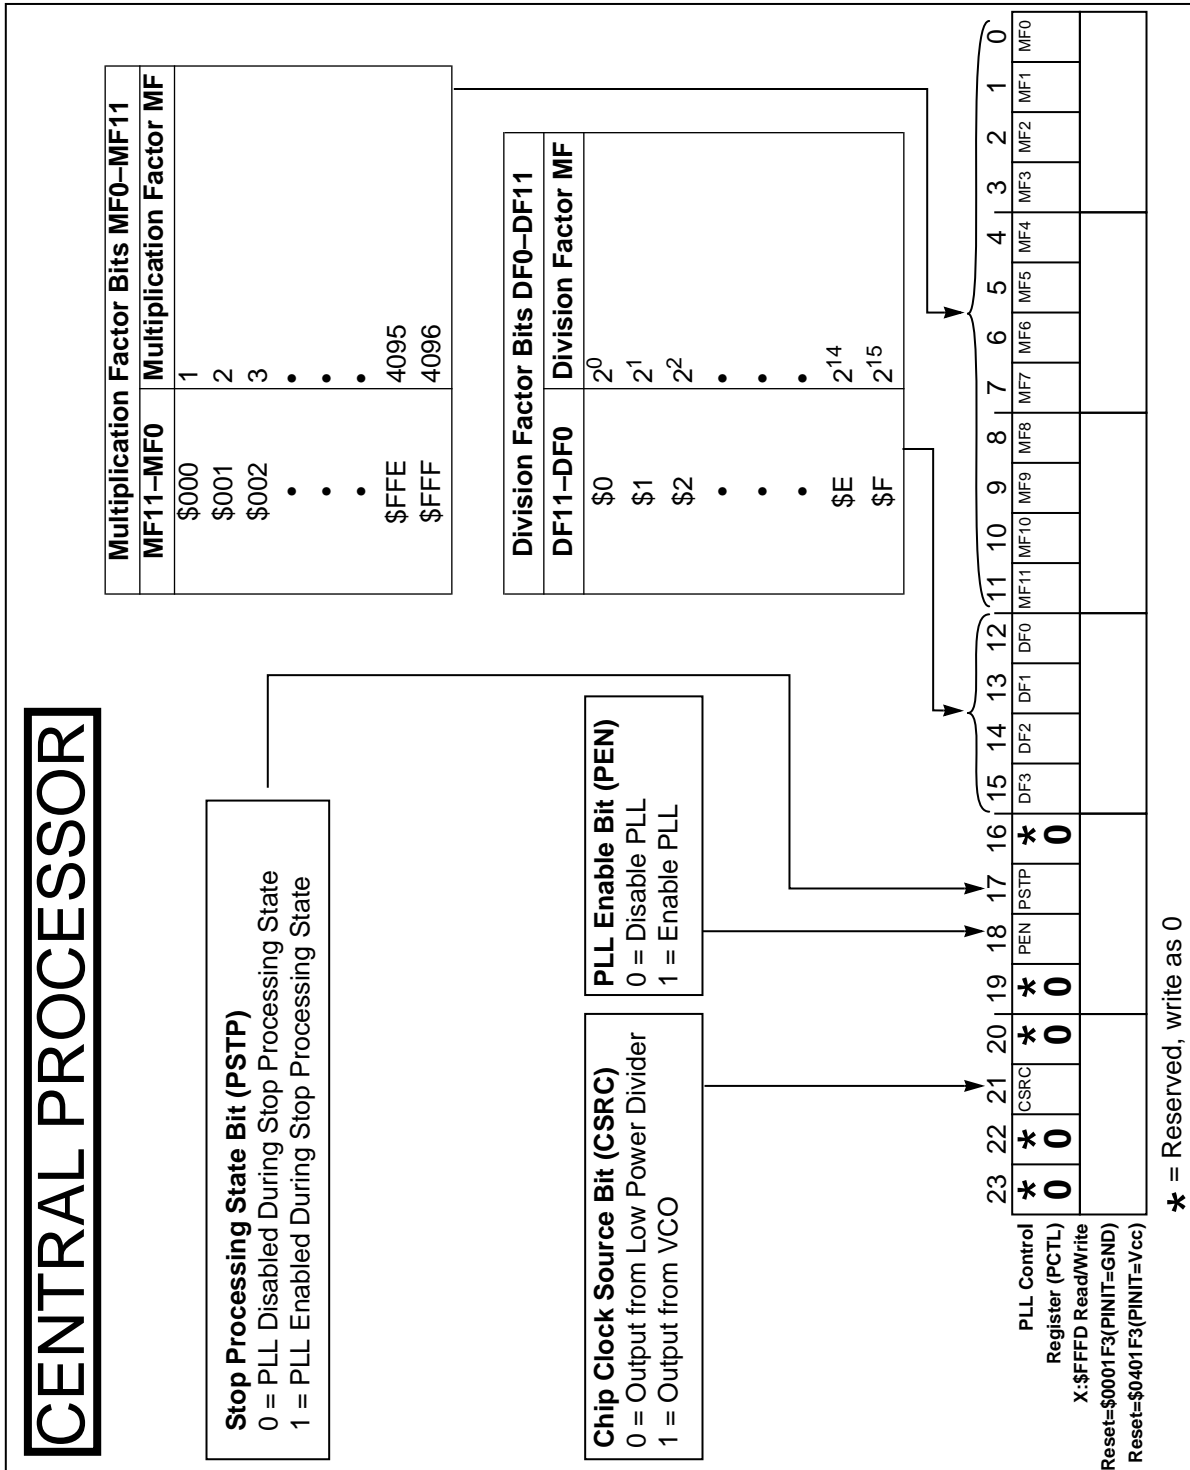 CENTRAL PROCESSOR
Stop Processing State Bit (PSTP)
0 = PLL Disabled During Stop Processing State
1 = PLL Enabled During Stop Processing State
Multiplication Factor Bits MF0–MF11
MF11–MF0 Multiplication Factor MF
$000 1
$001 2
$002 3
• •
• •
• •
$FFE 4095
$FFF 4096
Chip Clock Source Bit (CSRC)
0 = Output from Low Power Divider
1 = Output from VCO
PLL Enable Bit (PEN)
0 = Disable PLL
1 = Enable PLL
Division Factor Bits DF0–DF11
DF11–DF0 Division Factor MF
$0 2^0
$1 2^1
$2 2^2
• •
• •
• •
$E 2^14
$F 2^15
23 22 21 20 19 18 17 16 15 14 13 12 11 10 9 8 7 6 5 4 3 2 1 0
* * CSRC * * PEN PSTP * DF3 DF2 DF1 DF0 MF11 MF10 MF9 MF8 MF7 MF6 MF5 MF4 MF3 MF2 MF1 MF0
0 0 0 0 0
PLL Control
Register (PCTL)
X:$FFFD Read/Write
Reset=$0001F3(PINIT=GND)
Reset=$0401F3(PINIT=Vcc)
* = Reserved, write as 0